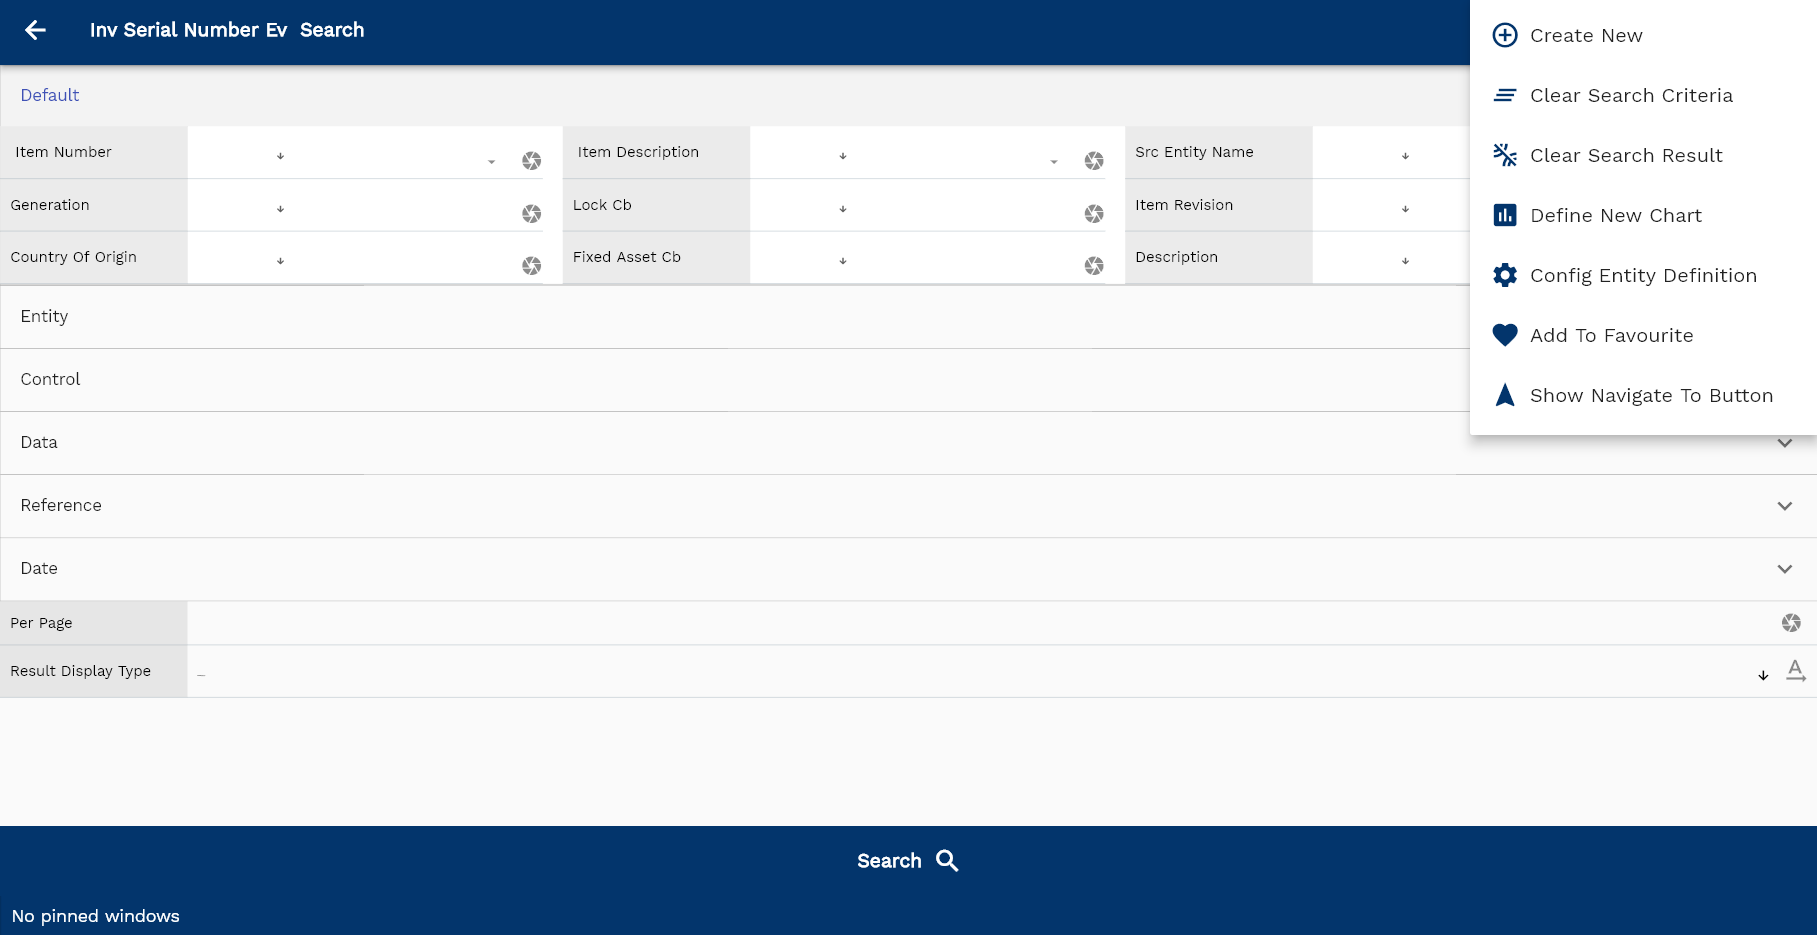 Inv Serial Number Ev  Search
Default
Item Number
Item Description
Src Entity Name
Generation
Lock Cb
Item Revision
Country Of Origin
Fixed Asset Cb
Description
Entity
Control
Data
Reference
Date
Per Page
Result Display Type
Create New
Clear Search Criteria
Clear Search Result
Define New Chart
Config Entity Definition
Add To Favourite
Show Navigate To Button
Search
No pinned windows